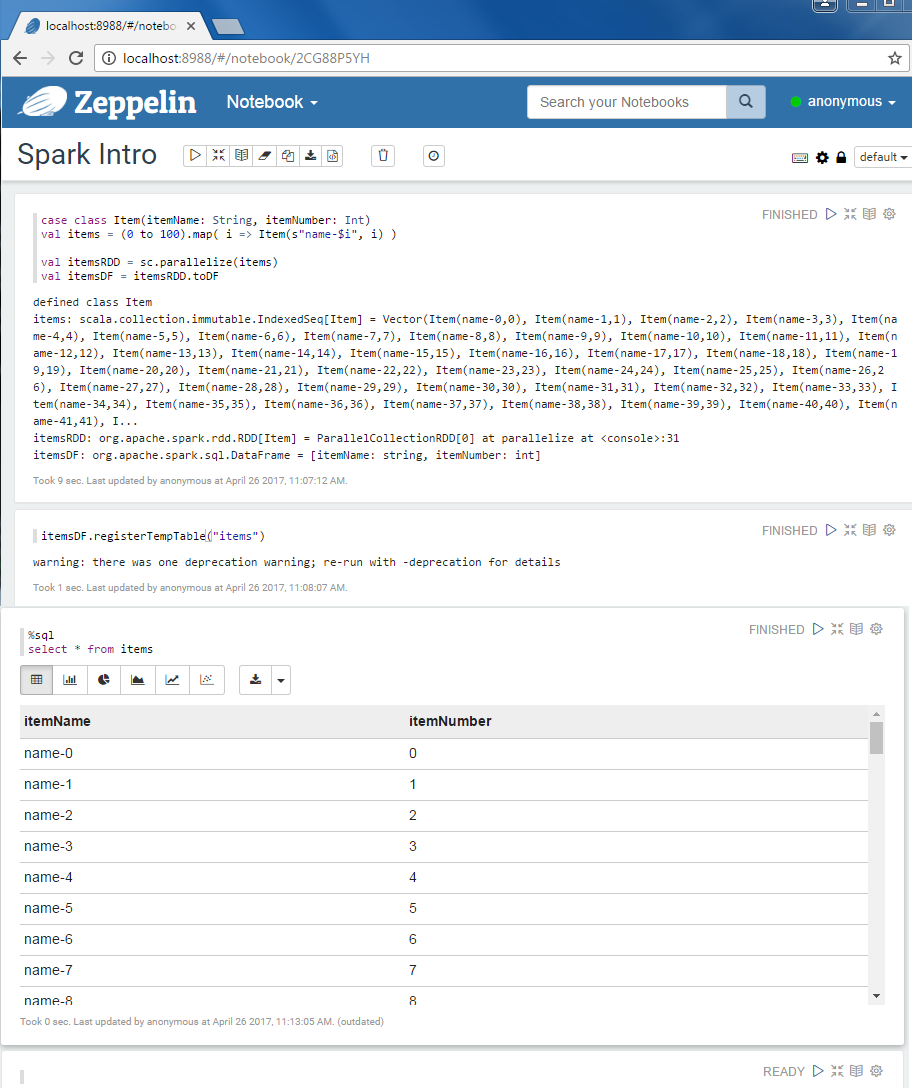 localhost:8988/#/notebo
localhost:8988/#/notebook/2CG88P5YH
Zeppelin Notebook Search your Notebooks anonymous
Spark Intro default
FINISHED
case class Item(itemName: String, itemNumber: Int)
val items = (0 to 100).map( i => Item(s"name-$i", i) )
val itemsRDD = sc.parallelize(items)
val itemsDF = itemsRDD.toDF
defined class Item
items: scala.collection.immutable.IndexedSeq[Item] = Vector(Item(name-0,0), Item(name-1,1), Item(name-2,2), Item(name-3,3), Item(na
me-4,4), Item(name-5,5), Item(name-6,6), Item(name-7,7), Item(name-8,8), Item(name-9,9), Item(name-10,10), Item(name-11,11), Item(n
ame-12,12), Item(name-13,13), Item(name-14,14), Item(name-15,15), Item(name-16,16), Item(name-17,17), Item(name-18,18), Item(name-1
9,19), Item(name-20,20), Item(name-21,21), Item(name-22,22), Item(name-23,23), Item(name-24,24), Item(name-25,25), Item(name-26,2
6), Item(name-27,27), Item(name-28,28), Item(name-29,29), Item(name-30,30), Item(name-31,31), Item(name-32,32), Item(name-33,33), I
tem(name-34,34), Item(name-35,35), Item(name-36,36), Item(name-37,37), Item(name-38,38), Item(name-39,39), Item(name-40,40), Item(n
ame-41,41), I...
itemsRDD: org.apache.spark.rdd.RDD[Item] = ParallelCollectionRDD[0] at parallelize at <console>:31
itemsDF: org.apache.spark.sql.DataFrame = [itemName: string, itemNumber: int]
Took 9 sec. Last updated by anonymous at April 26 2017, 11:07:12 AM.
FINISHED
itemsDF.registerTempTable("items")
warning: there was one deprecation warning; re-run with -deprecation for details
Took 1 sec. Last updated by anonymous at April 26 2017, 11:08:07 AM.
FINISHED
%sql
select * from items
itemName itemNumber
name-0 0
name-1 1
name-2 2
name-3 3
name-4 4
name-5 5
name-6 6
name-7 7
name-8 8
Took 0 sec. Last updated by anonymous at April 26 2017, 11:13:05 AM. (outdated)
READY